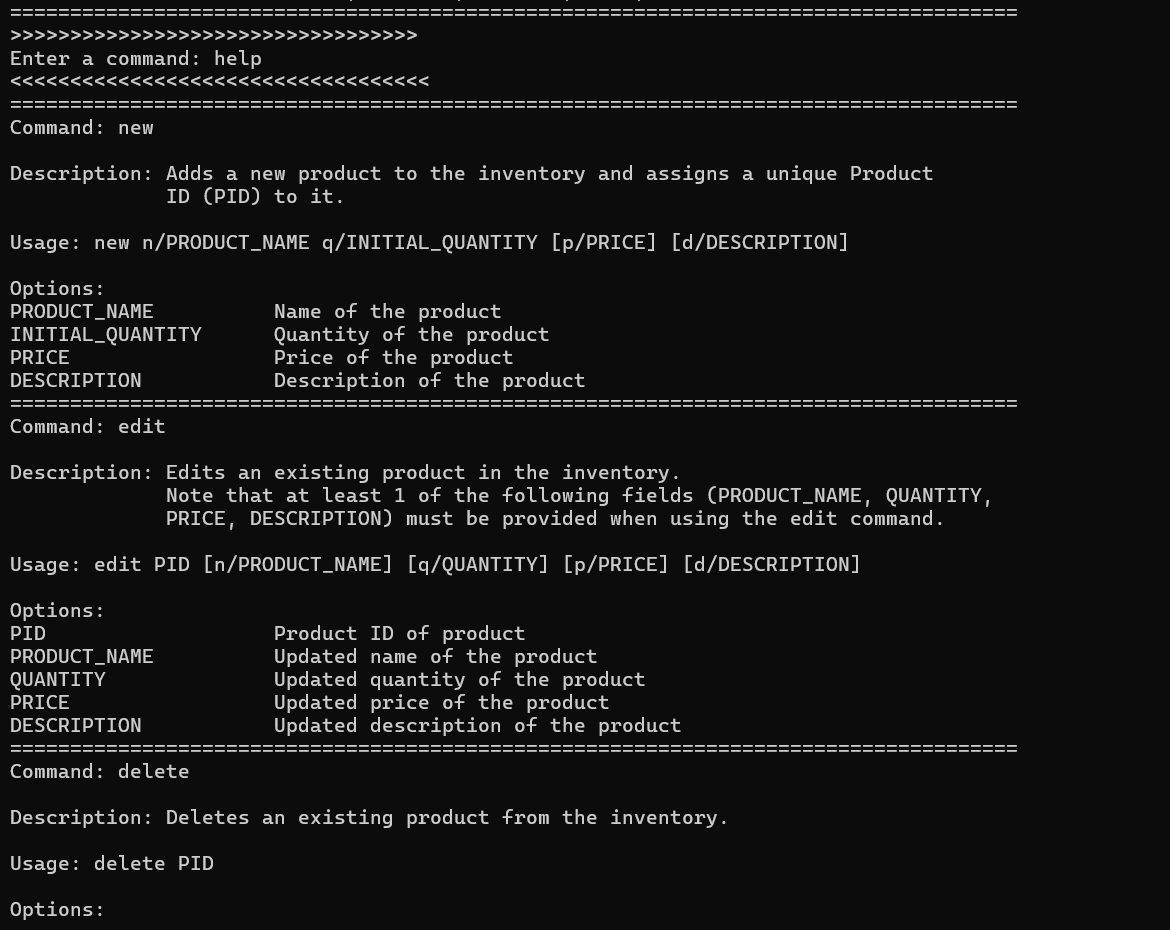 ====================================================================================
>>>>>>>>>>>>>>>>>>>>>>>>>>>>>>>>>>
Enter a command: help
<<<<<<<<<<<<<<<<<<<<<<<<<<<<<<<<<<<
====================================================================================
Command: new
Description: Adds a new product to the inventory and assigns a unique Product
ID (PID) to it.
Usage: new n/PRODUCT_NAME q/INITIAL_QUANTITY [p/PRICE] [d/DESCRIPTION]
Options:
PRODUCT_NAME          Name of the product
INITIAL_QUANTITY      Quantity of the product
PRICE                 Price of the product
DESCRIPTION           Description of the product
====================================================================================
Command: edit
Description: Edits an existing product in the inventory.
Note that at least 1 of the following fields (PRODUCT_NAME, QUANTITY,
PRICE, DESCRIPTION) must be provided when using the edit command.
Usage: edit PID [n/PRODUCT_NAME] [q/QUANTITY] [p/PRICE] [d/DESCRIPTION]
Options:
PID                   Product ID of product
PRODUCT_NAME          Updated name of the product
QUANTITY              Updated quantity of the product
PRICE                 Updated price of the product
DESCRIPTION           Updated description of the product
====================================================================================
Command: delete
Description: Deletes an existing product from the inventory.
Usage: delete PID
Options: